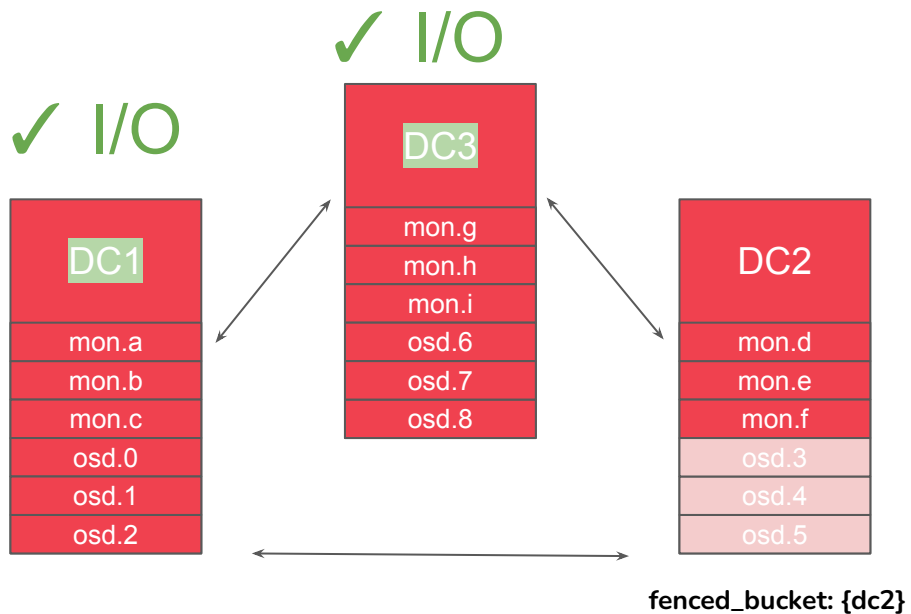 ✓ I/O
DC1
mon.a
mon.b
mon.c
osd.0
osd.1
osd.2
✓ I/O
DC3
mon.g
mon.h
mon.i
osd.6
osd.7
osd.8
DC2
mon.d
mon.e
mon.f
osd.3
osd.4
osd.5
fenced_bucket: {dc2}